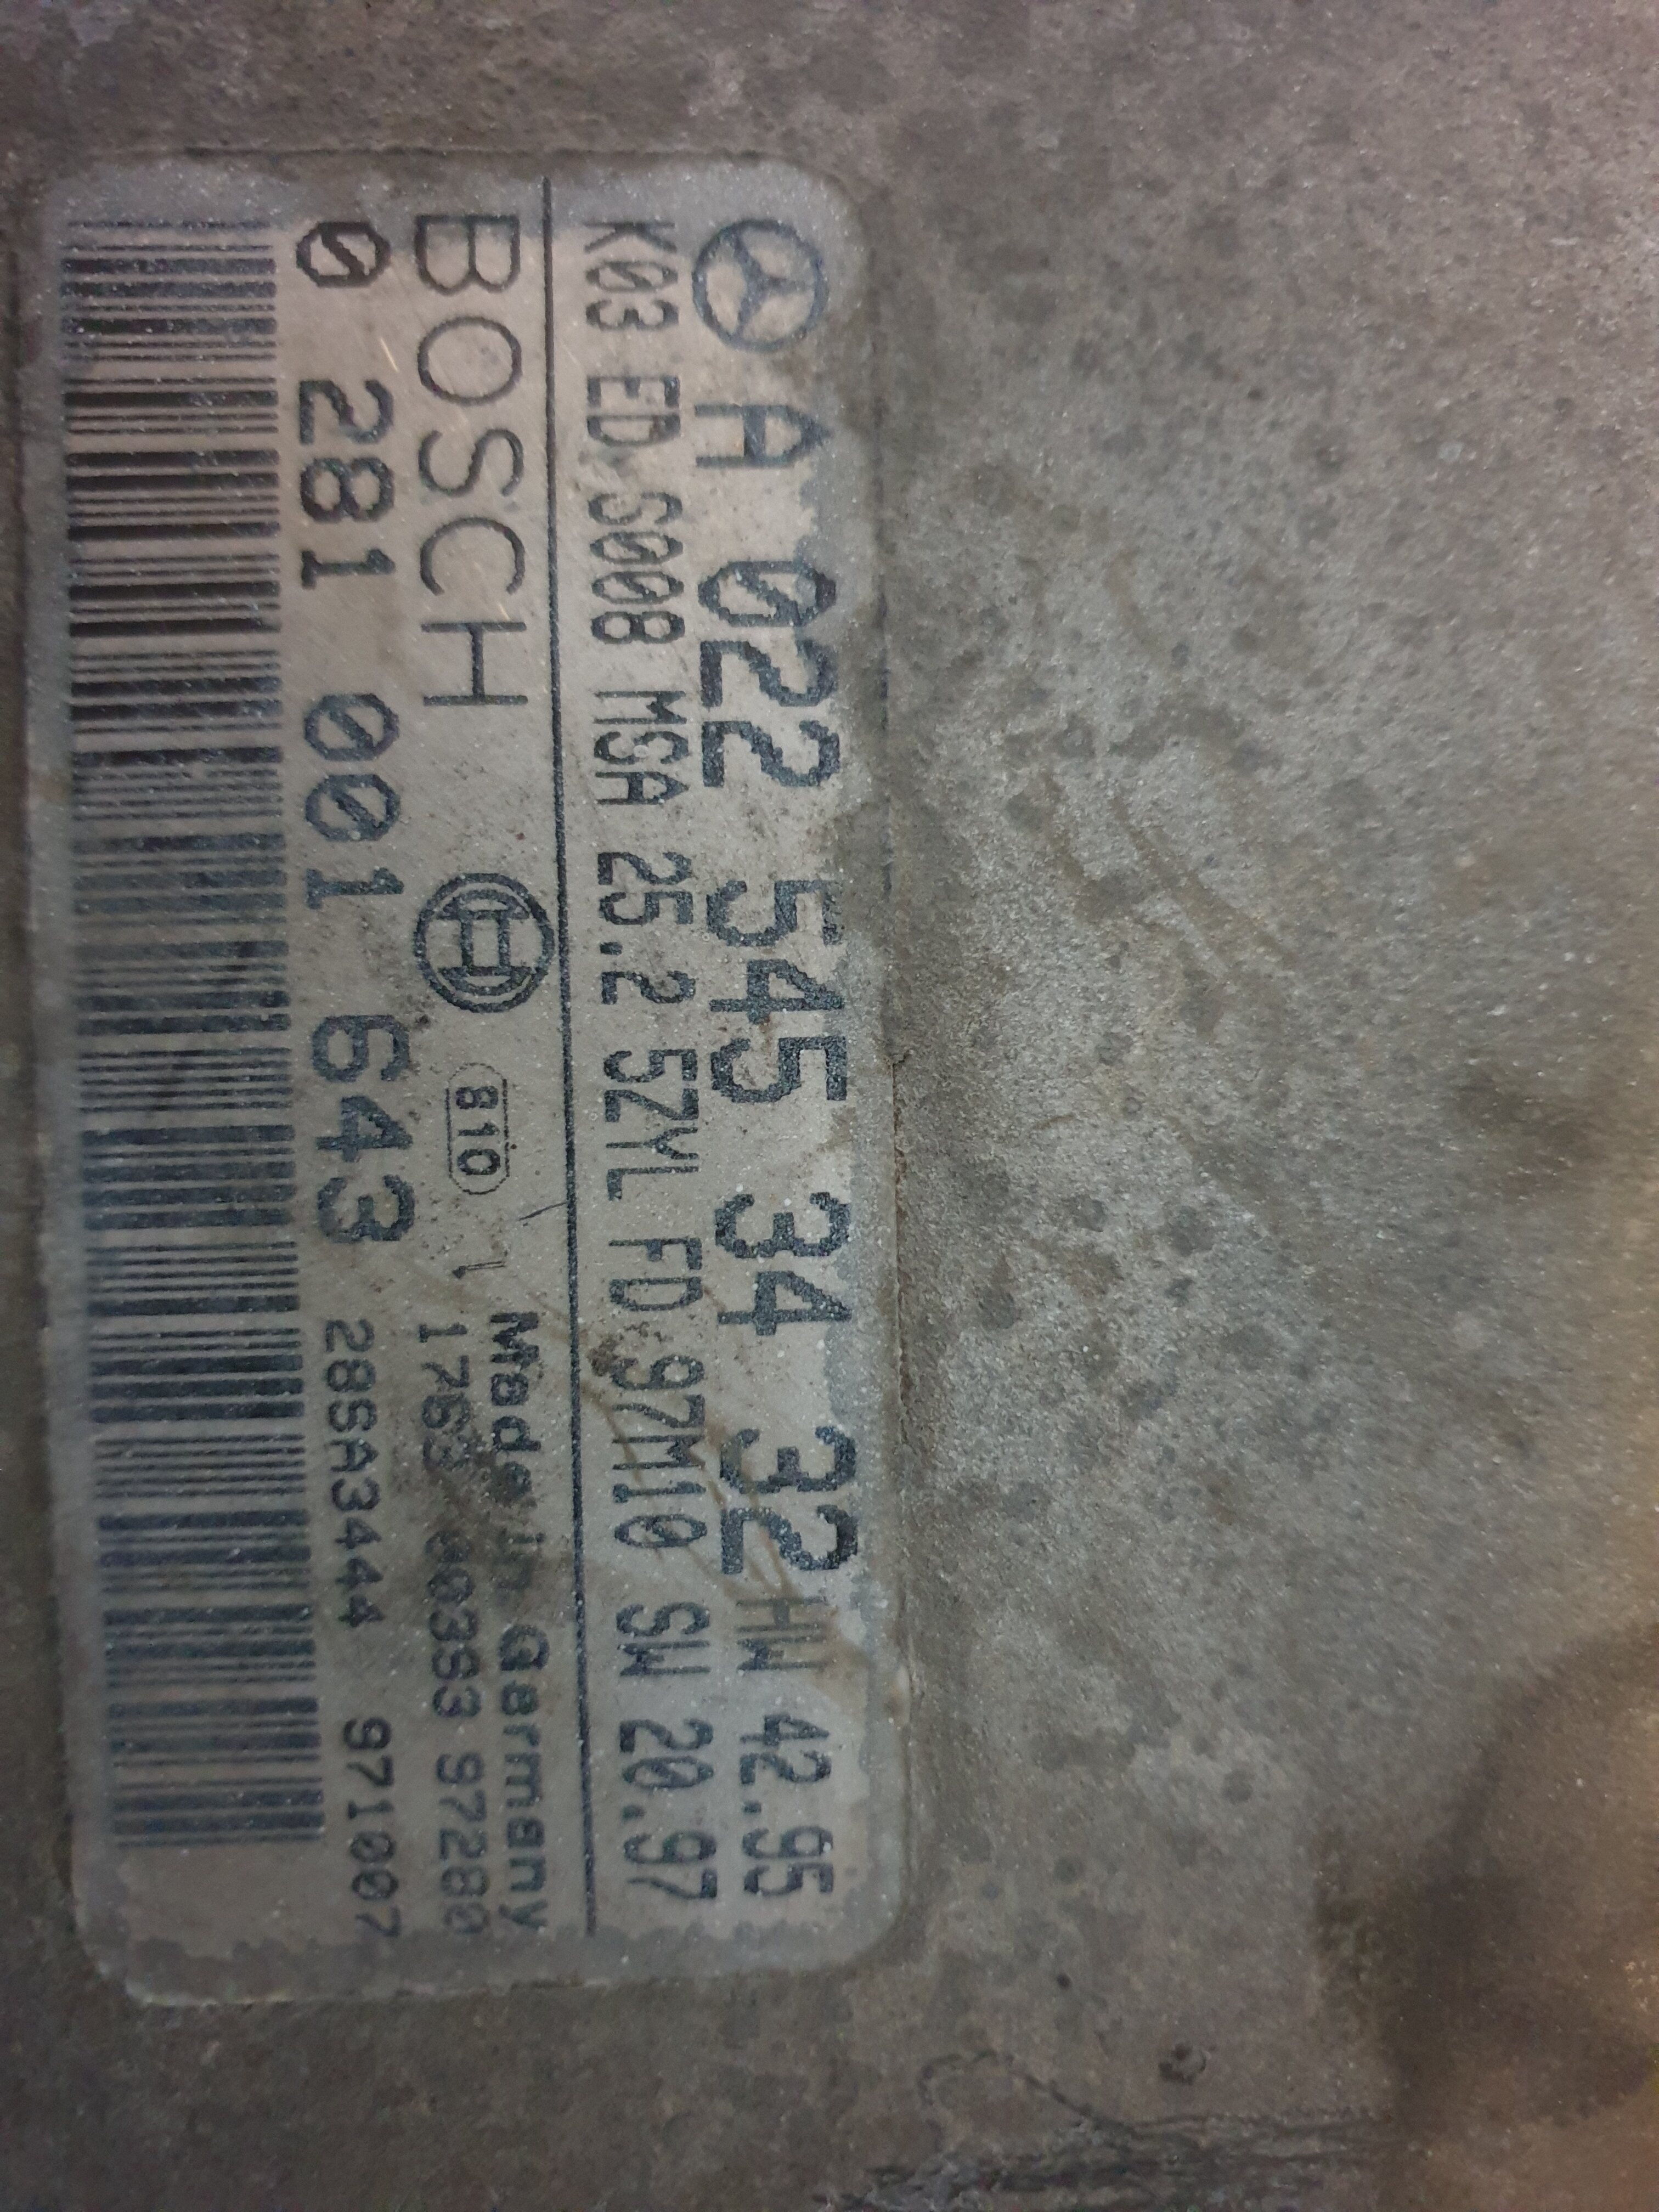 A 022 545 34 32 HW 42.95
K03 ED S008 MSA 25.2 5ZYL FD 97M10 SW 20.97
BOSCH 810 Made in Germany
0 281 001 643 28SA3444 971007